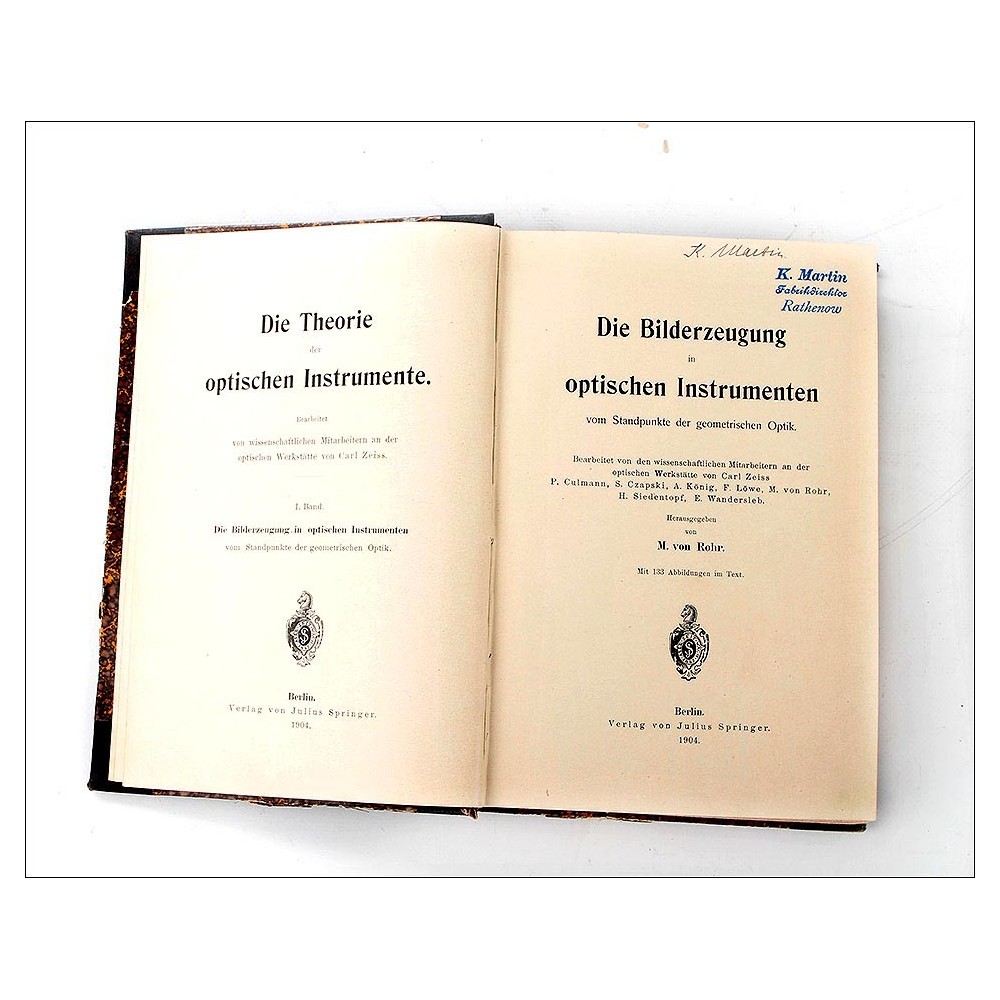 Die Theorie
der
optischen Instrumente.
Bearbeitet
von wissenschaftlichen Mitarbeitern an der
optischen Werkstätte von Carl Zeiss.
I. Band.
Die Bilderzeugung in optischen Instrumenten
vom Standpunkte der geometrischen Optik.
Berlin.
Verlag von Julius Springer.
1904.
K. Martin.
K. Martin
Fabrikdirektor
Rathenow
Die Bilderzeugung
in
optischen Instrumenten
vom Standpunkte der geometrischen Optik.
Bearbeitet von den wissenschaftlichen Mitarbeitern an der
optischen Werkstätte von Carl Zeiss
P. Culmann, S. Czapski, A. König, F. Löwe, M. von Rohr,
H. Siedentopf, E. Wandersleb.
Herausgegeben
von
M. von Rohr.
Mit 133 Abbildungen im Text.
Berlin.
Verlag von Julius Springer.
1904.